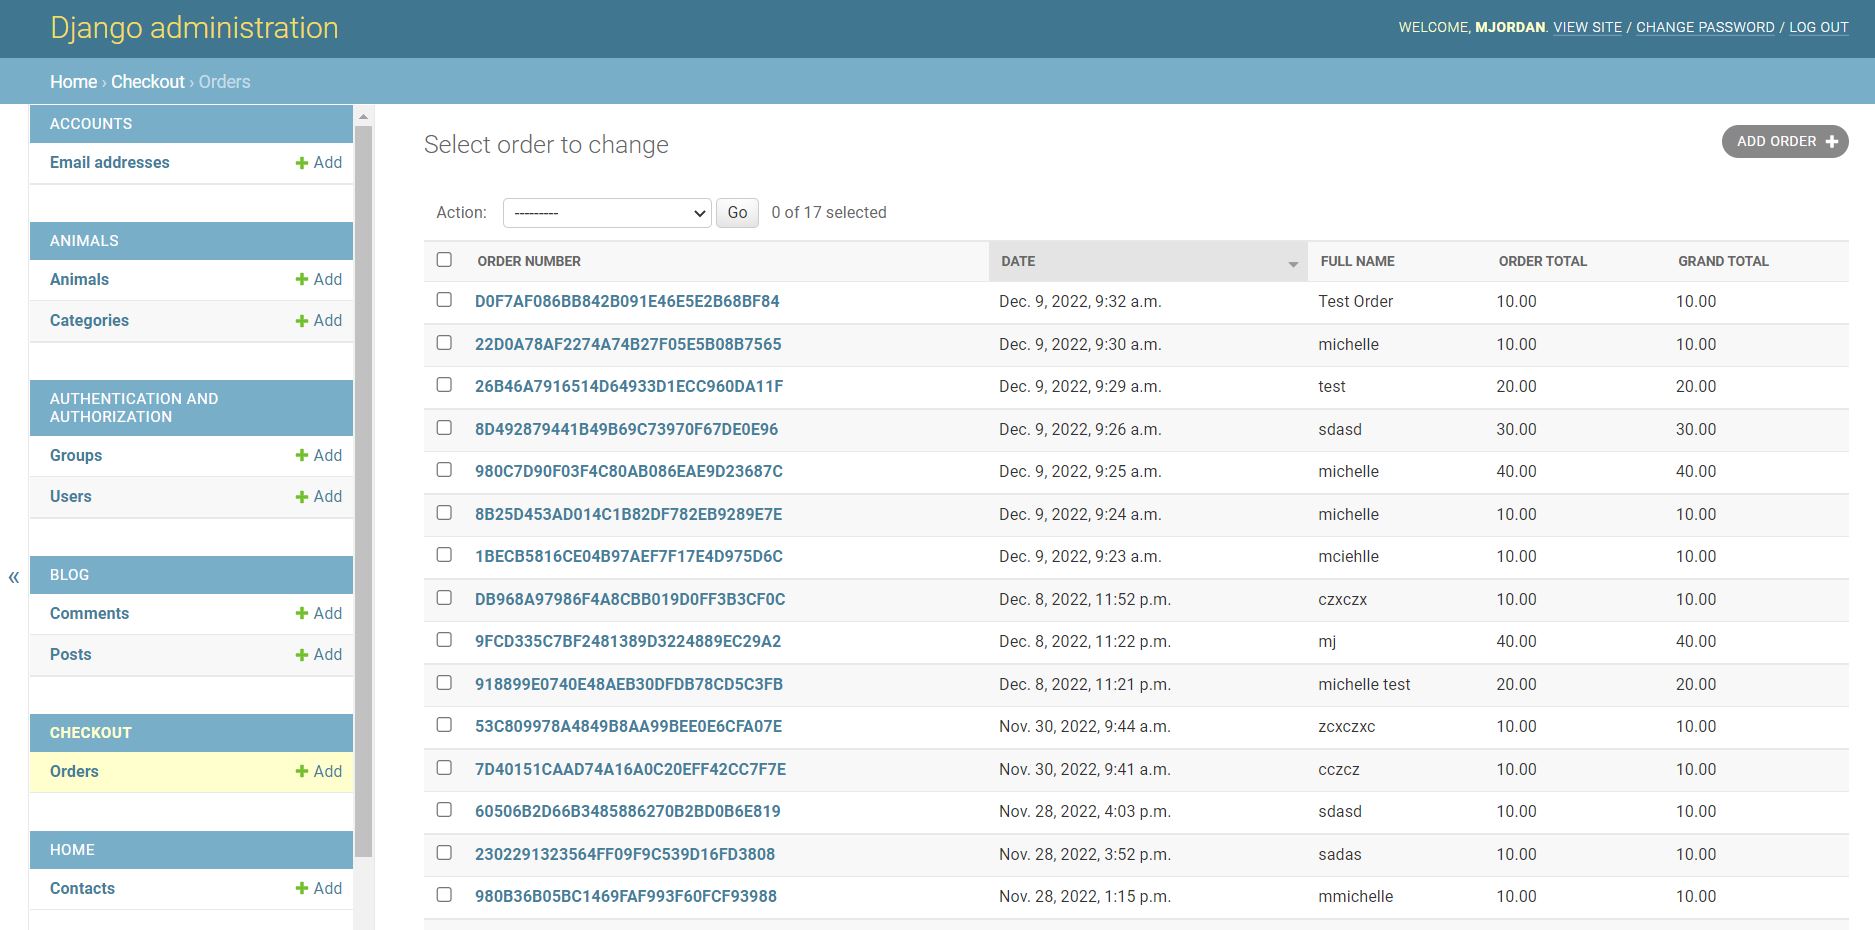 Django administration
WELCOME, MJORDAN. VIEW SITE / CHANGE PASSWORD / LOG OUT
Home › Checkout › Orders
ACCOUNTS
Email addresses Add
ANIMALS
Animals Add
Categories Add
AUTHENTICATION AND
AUTHORIZATION
Groups Add
Users Add
«
BLOG
Comments Add
Posts Add
CHECKOUT
Orders Add
HOME
Contacts Add
Select order to change
ADD ORDER
Action: --------- Go 0 of 17 selected
ORDER NUMBER DATE FULL NAME ORDER TOTAL GRAND TOTAL
D0F7AF086BB842B091E46E5E2B68BF84 Dec. 9, 2022, 9:32 a.m. Test Order 10.00 10.00
22D0A78AF2274A74B27F05E5B08B7565 Dec. 9, 2022, 9:30 a.m. michelle 10.00 10.00
26B46A7916514D64933D1ECC960DA11F Dec. 9, 2022, 9:29 a.m. test 20.00 20.00
8D492879441B49B69C73970F67DE0E96 Dec. 9, 2022, 9:26 a.m. sdasd 30.00 30.00
980C7D90F03F4C80AB086EAE9D23687C Dec. 9, 2022, 9:25 a.m. michelle 40.00 40.00
8B25D453AD014C1B82DF782EB9289E7E Dec. 9, 2022, 9:24 a.m. michelle 10.00 10.00
1BECB5816CE04B97AEF7F17E4D975D6C Dec. 9, 2022, 9:23 a.m. mciehlle 10.00 10.00
DB968A97986F4A8CBB019D0FF3B3CF0C Dec. 8, 2022, 11:52 p.m. czxczx 10.00 10.00
9FCD335C7BF2481389D3224889EC29A2 Dec. 8, 2022, 11:22 p.m. mj 40.00 40.00
918899E0740E48AEB30DFDB78CD5C3FB Dec. 8, 2022, 11:21 p.m. michelle test 20.00 20.00
53C809978A4849B8AA99BEE0E6CFA07E Nov. 30, 2022, 9:44 a.m. zcxczxc 10.00 10.00
7D40151CAAD74A16A0C20EFF42CC7F7E Nov. 30, 2022, 9:41 a.m. cczcz 10.00 10.00
60506B2D66B3485886270B2BD0B6E819 Nov. 28, 2022, 4:03 p.m. sdasd 10.00 10.00
2302291323564FF09F9C539D16FD3808 Nov. 28, 2022, 3:52 p.m. sadas 10.00 10.00
980B36B05BC1469FAF993F60FCF93988 Nov. 28, 2022, 1:15 p.m. mmichelle 10.00 10.00